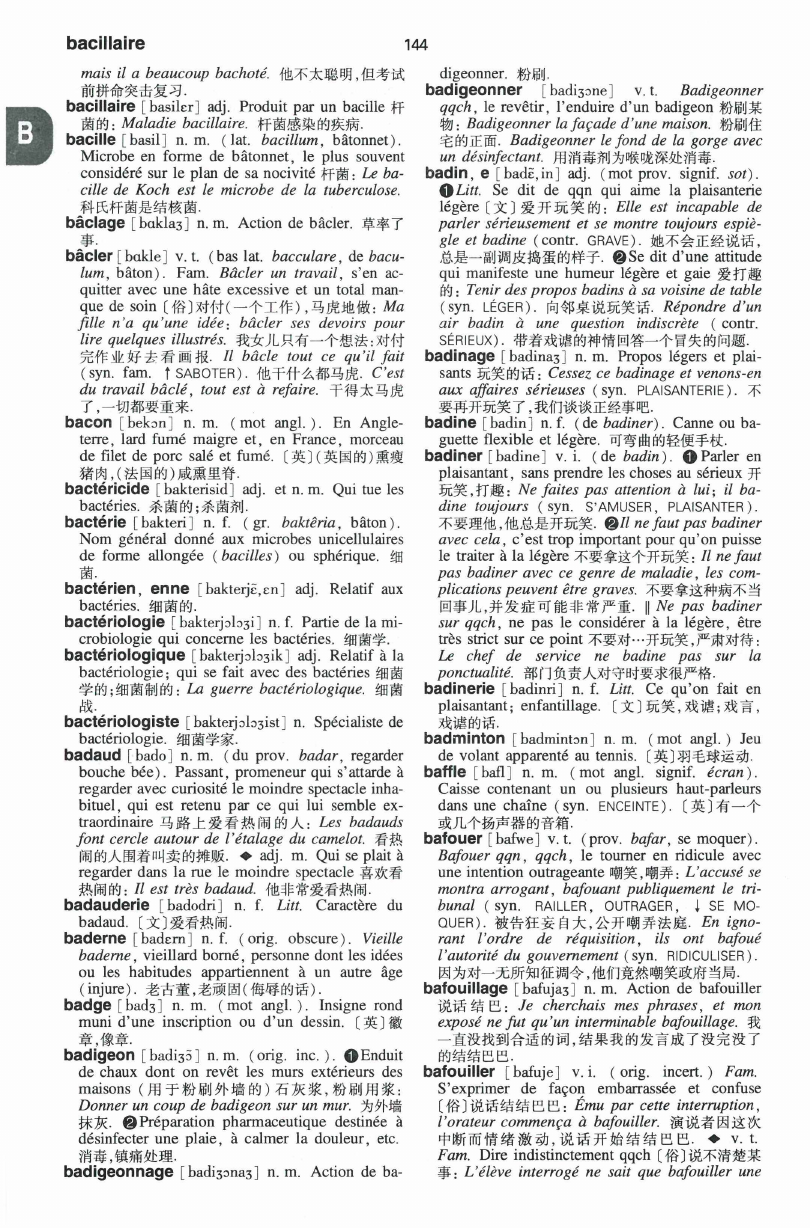 bacillaire
144
B
mais il a beaucoup bachoté. 他不太聪明,但考试
前拼命突击复习.
bacillaire [basilɛr] adj. Produit par un bacille 杆
菌的: Maladie bacillaire. 杆菌感染的疾病.
bacille [basil] n. m. (lat. bacillum, bâtonnet).
Microbe en forme de bâtonnet, le plus souvent
considéré sur le plan de sa nocivité 杆菌: Le ba-
cille de Koch est le microbe de la tuberculose.
科氏杆菌是结核菌.
bâclage [baklaʒ] n. m. Action de bâcler. 草率了
事.
bâcler [bɑkle] v. t. (bas lat. bacculare, de bacu-
lum, bâton). Fam. Bâcler un travail, s'en ac-
quitter avec une hâte excessive et un total man-
que de soin〔俗〕对付(一个工作),马虎地做: Ma
fille n'a qu'une idée: bâcler ses devoirs pour
lire quelques illustrés. 我女儿只有一个想法:对付
完作业好去看画报. Il bâcle tout ce qu'il fait
(syn. fam. ↑ SABOTER). 他干什么都马虎. C'est
du travail bâclé, tout est à refaire. 干得太马虎
了,一切都要重来.
bacon [bekɔn] n. m. (mot angl.). En Angle-
terre, lard fumé maigre et, en France, morceau
de filet de porc salé et fumé.〔英〕(英国的)熏瘦
猪肉,(法国的)咸熏里脊.
bactéricide [bakterisid] adj. et n. m. Qui tue les
bactéries. 杀菌的;杀菌剂.
bactérie [bakteri] n. f. (gr. baktêria, bâton).
Nom général donné aux microbes unicellulaires
de forme allongée (bacilles) ou sphérique. 细
菌.
bactérien, enne [bakterjɛ̃,ɛn] adj. Relatif aux
bactéries. 细菌的.
bactériologie [bakterjɔlɔʒi] n. f. Partie de la mi-
crobiologie qui concerne les bactéries. 细菌学.
bactériologique [bakterjɔlɔʒik] adj. Relatif à la
bactériologie; qui se fait avec des bactéries 细菌
学的;细菌制的: La guerre bactériologique. 细菌
战.
bactériologiste [bakterjɔlɔʒist] n. Spécialiste de
bactériologie. 细菌学家.
badaud [bado] n. m. (du prov. badar, regarder
bouche bée). Passant, promeneur qui s'attarde à
regarder avec curiosité le moindre spectacle inha-
bituel, qui est retenu par ce qui lui semble ex-
traordinaire 马路上爱看热闹的人: Les badauds
font cercle autour de l'étalage du camelot. 看热
闹的人围着叫卖的摊贩. ◆ adj. m. Qui se plait à
regarder dans la rue le moindre spectacle 喜欢看
热闹的: Il est très badaud. 他非常爱看热闹.
badauderie [badodri] n. f. Litt. Caractère du
badaud.〔文〕爱看热闹.
baderne [badɛrn] n. f. (orig. obscure). Vieille
baderne, vieillard borné, personne dont les idées
ou les habitudes appartiennent à un autre âge
(injure). 老古董,老顽固(侮辱的话).
badge [badʒ] n. m. (mot angl.). Insigne rond
muni d'une inscription ou d'un dessin.〔英〕徽
章,像章.
badigeon [badiʒɔ̃] n. m. (orig. inc.). ❶Enduit
de chaux dont on revêt les murs extérieurs des
maisons (用于粉刷外墙的)石灰浆,粉刷用浆:
Donner un coup de badigeon sur un mur. 为外墙
抹灰. ❷Préparation pharmaceutique destinée à
désinfecter une plaie, à calmer la douleur, etc.
消毒,镇痛处理.
badigeonnage [badiʒɔnaʒ] n. m. Action de ba-
digeonner. 粉刷.
badigeonner [badiʒɔne] v. t. Badigeonner
qqch, le revêtir, l'enduire d'un badigeon 粉刷某
物: Badigeonner la façade d'une maison. 粉刷住
宅的正面. Badigeonner le fond de la gorge avec
un désinfectant. 用消毒剂为喉咙深处消毒.
badin, e [badɛ̃,in] adj. (mot prov. signif. sot).
❶Litt. Se dit de qqn qui aime la plaisanterie
légère〔文〕爱开玩笑的: Elle est incapable de
parler sérieusement et se montre toujours espiè-
gle et badine (contr. GRAVE). 她不会正经说话,
总是一副调皮捣蛋的样子. ❷Se dit d'une attitude
qui manifeste une humeur légère et gaie 爱打趣
的: Tenir des propos badins à sa voisine de table
(syn. LÉGER). 向邻桌说玩笑话. Répondre d'un
air badin à une question indiscrète (contr.
SÉRIEUX). 带着戏谑的神情回答一个冒失的问题.
badinage [badinaʒ] n. m. Propos légers et plai-
sants 玩笑的话: Cessez ce badinage et venons-en
aux affaires sérieuses (syn. PLAISANTERIE). 不
要再开玩笑了,我们谈谈正经事吧.
badine [badin] n. f. (de badiner). Canne ou ba-
guette flexible et légère. 可弯曲的轻便手杖.
badiner [badine] v. i. (de badin). ❶Parler en
plaisantant, sans prendre les choses au sérieux 开
玩笑,打趣: Ne faites pas attention à lui; il ba-
dine toujours (syn. S'AMUSER, PLAISANTER).
不要理他,他总是开玩笑. ❷Il ne faut pas badiner
avec cela, c'est trop important pour qu'on puisse
le traiter à la légère 不要拿这个开玩笑: Il ne faut
pas badiner avec ce genre de maladie, les com-
plications peuvent être graves. 不要拿这种病不当
回事儿,并发症可能非常严重. ‖ Ne pas badiner
sur qqch, ne pas le considérer à la légère, être
très strict sur ce point 不要对…开玩笑,严肃对待:
Le chef de service ne badine pas sur la
ponctualité. 部门负责人对守时要求很严格.
badinerie [badinri] n. f. Litt. Ce qu'on fait en
plaisantant; enfantillage.〔文〕玩笑,戏谑;戏言,
戏谑的话.
badminton [badmintɔn] n. m. (mot angl.) Jeu
de volant apparenté au tennis.〔英〕羽毛球运动.
baffle [bafl] n. m. (mot angl. signif. écran).
Caisse contenant un ou plusieurs haut-parleurs
dans une chaîne (syn. ENCEINTE).〔英〕有一个
或几个扬声器的音箱.
bafouer [bafwe] v. t. (prov. bafar, se moquer).
Bafouer qqn, qqch, le tourner en ridicule avec
une intention outrageante 嘲笑,嘲弄: L'accusé se
montra arrogant, bafouant publiquement le tri-
bunal (syn. RAILLER, OUTRAGER, ↓ SE MO-
QUER). 被告狂妄自大,公开嘲弄法庭. En igno-
rant l'ordre de réquisition, ils ont bafoué
l'autorité du gouvernement (syn. RIDICULISER).
因为对一无所知征调令,他们竟然嘲笑政府当局.
bafouillage [bafujaʒ] n. m. Action de bafouiller
说话结巴: Je cherchais mes phrases, et mon
exposé ne fut qu'un interminable bafouillage. 我
一直没找到合适的词,结果我的发言成了没完没了
的结结巴巴.
bafouiller [bafuje] v. i. (orig. incert.) Fam.
S'exprimer de façon embarrassée et confuse
〔俗〕说话结结巴巴: Ému par cette interruption,
l'orateur commença à bafouiller. 演说者因这次
中断而情绪激动,说话开始结结巴巴. ◆ v. t.
Fam. Dire indistinctement qqch〔俗〕说不清楚某
事: L'élève interrogé ne sait que bafouiller une